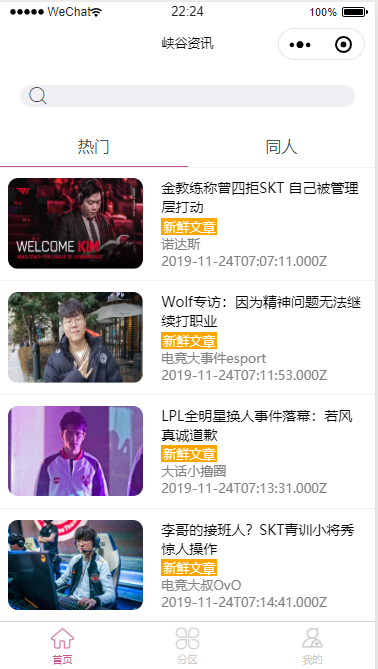 WeChat
22:24
100%
峡谷资讯
热门
同人
WELCOME KIM
金教练称曾四拒SKT 自己被管理
层打动
新鲜文章
诺达斯
2019-11-24T07:07:11.000Z
Wolf专访：因为精神问题无法继
续打职业
新鲜文章
电竞大事件esport
2019-11-24T07:11:53.000Z
LPL全明星换人事件落幕：若风
真诚道歉
新鲜文章
大话小撸圈
2019-11-24T07:13:31.000Z
李哥的接班人？SKT青训小将秀
惊人操作
新鲜文章
电竞大叔OvO
2019-11-24T07:14:41.000Z
首页
分区
我的